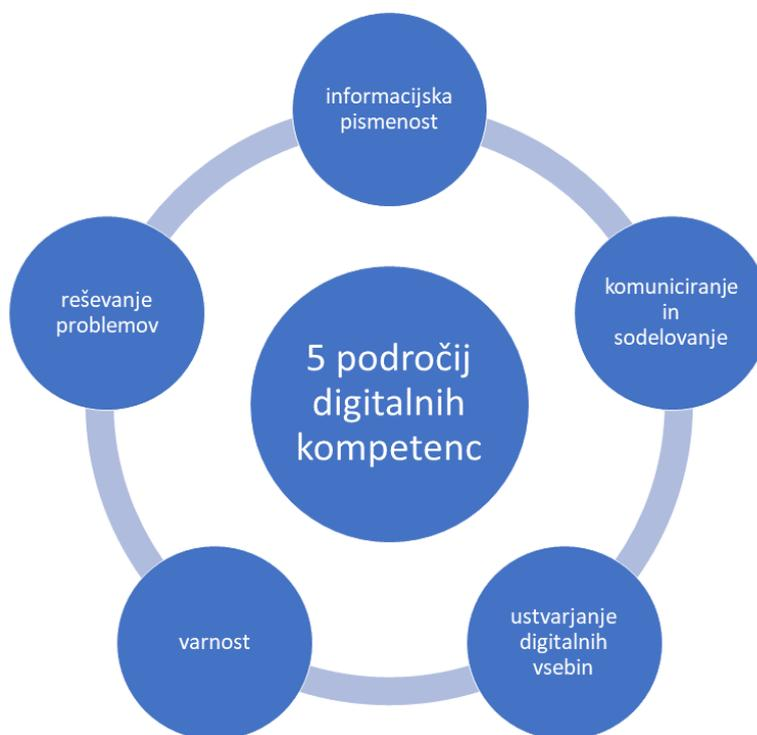 informacijska
pismenost
komuniciranje
in
sodelovanje
ustvarjanje
digitalnih
vsebin
varnost
reševanje
problemov
5 področij
digitalnih
kompetenc